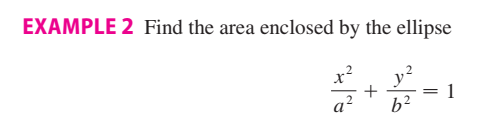 EXAMPLE 2 Find the area enclosed by the ellipse
x²/a² + y²/b² = 1